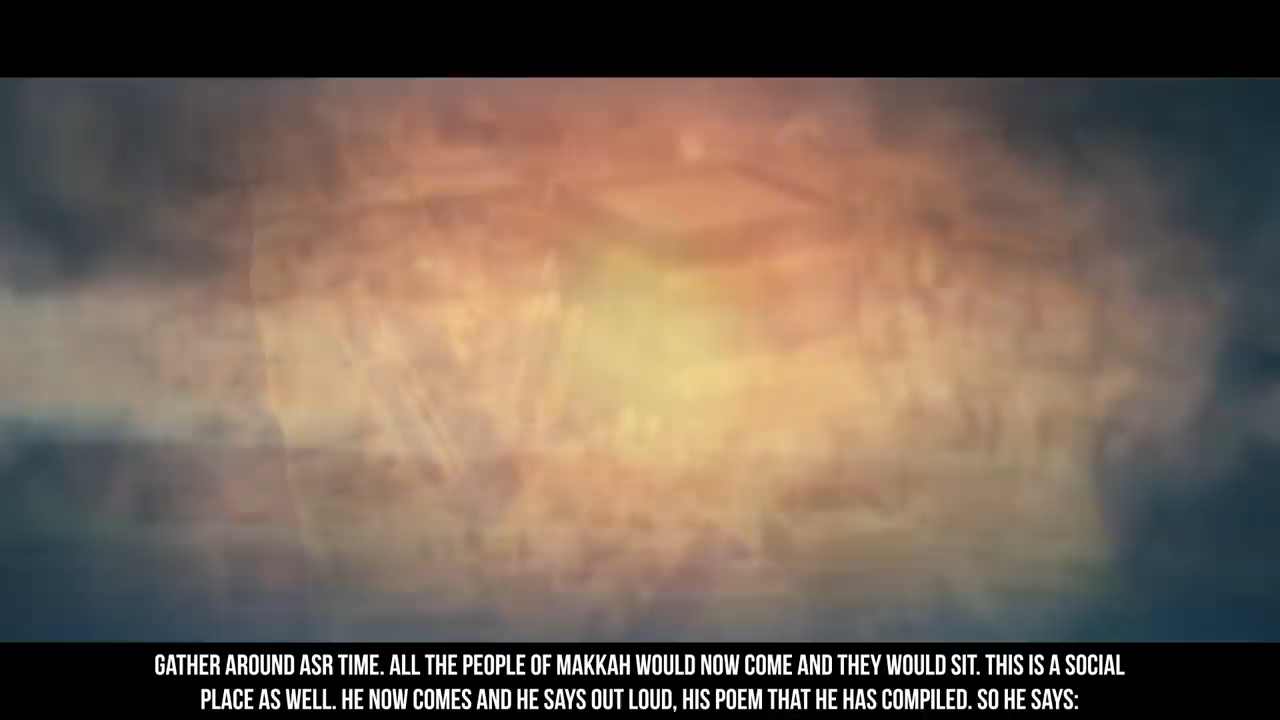 GATHER AROUND ASR TIME. ALL THE PEOPLE OF MAKKAH WOULD NOW COME AND THEY WOULD SIT. THIS IS A SOCIAL
PLACE AS WELL. HE NOW COMES AND HE SAYS OUT LOUD, HIS POEM THAT HE HAS COMPILED. SO HE SAYS: